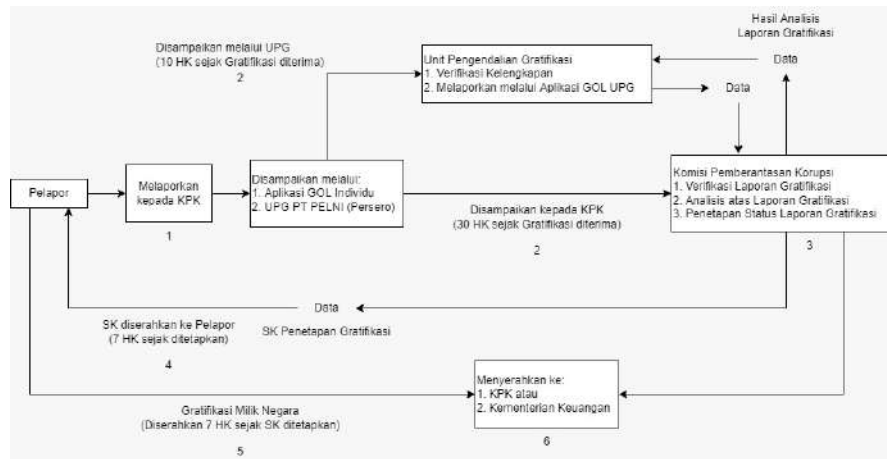 Hasil Analisis
Laporan Gratifikasi
Disampaikan melalui UPG
(10 HK sejak Gratifikasi diterima)
2
Unit Pengendalian Gratifikasi
1. Verifikasi Kelengkapan
2. Melaporkan melalui Aplikasi GOL UPG
Data
Data
Pelapor
Melaporkan
kepada KPK
1
Disampaikan melalui:
1. Aplikasi GOL Individu
2. UPG PT PELNI (Persero)
Disampaikan kepada KPK
(30 HK sejak Gratifikasi diterima)
2
Komisi Pemberantasan Korupsi
1. Verifikasi Laporan Gratifikasi
2. Analisis atas Laporan Gratifikasi
3. Penetapan Status Laporan Gratifikasi
3
Data
SK Penetapan Gratifikasi
SK diserahkan ke Pelapor
(7 HK sejak ditetapkan)
4
Gratifikasi Milik Negara
(Diserahkan 7 HK sejak SK ditetapkan)
5
Menyerahkan ke:
1. KPK atau
2. Kementerian Keuangan
6